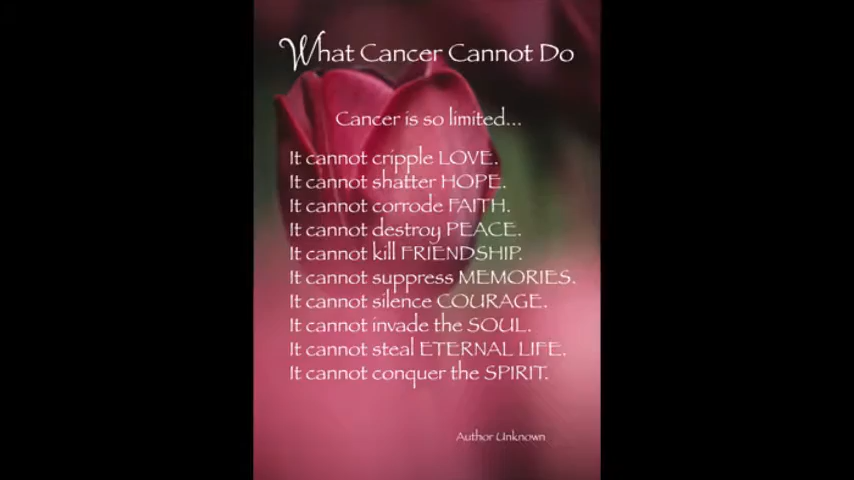 What Cancer Cannot Do
Cancer is so limited...
It cannot cripple LOVE.
It cannot shatter HOPE.
It cannot corrode FAITH.
It cannot destroy PEACE.
It cannot kill FRIENDSHIP.
It cannot suppress MEMORIES.
It cannot silence COURAGE.
It cannot invade the SOUL.
It cannot steal ETERNAL LIFE.
It cannot conquer the SPIRIT.
Author Unknown